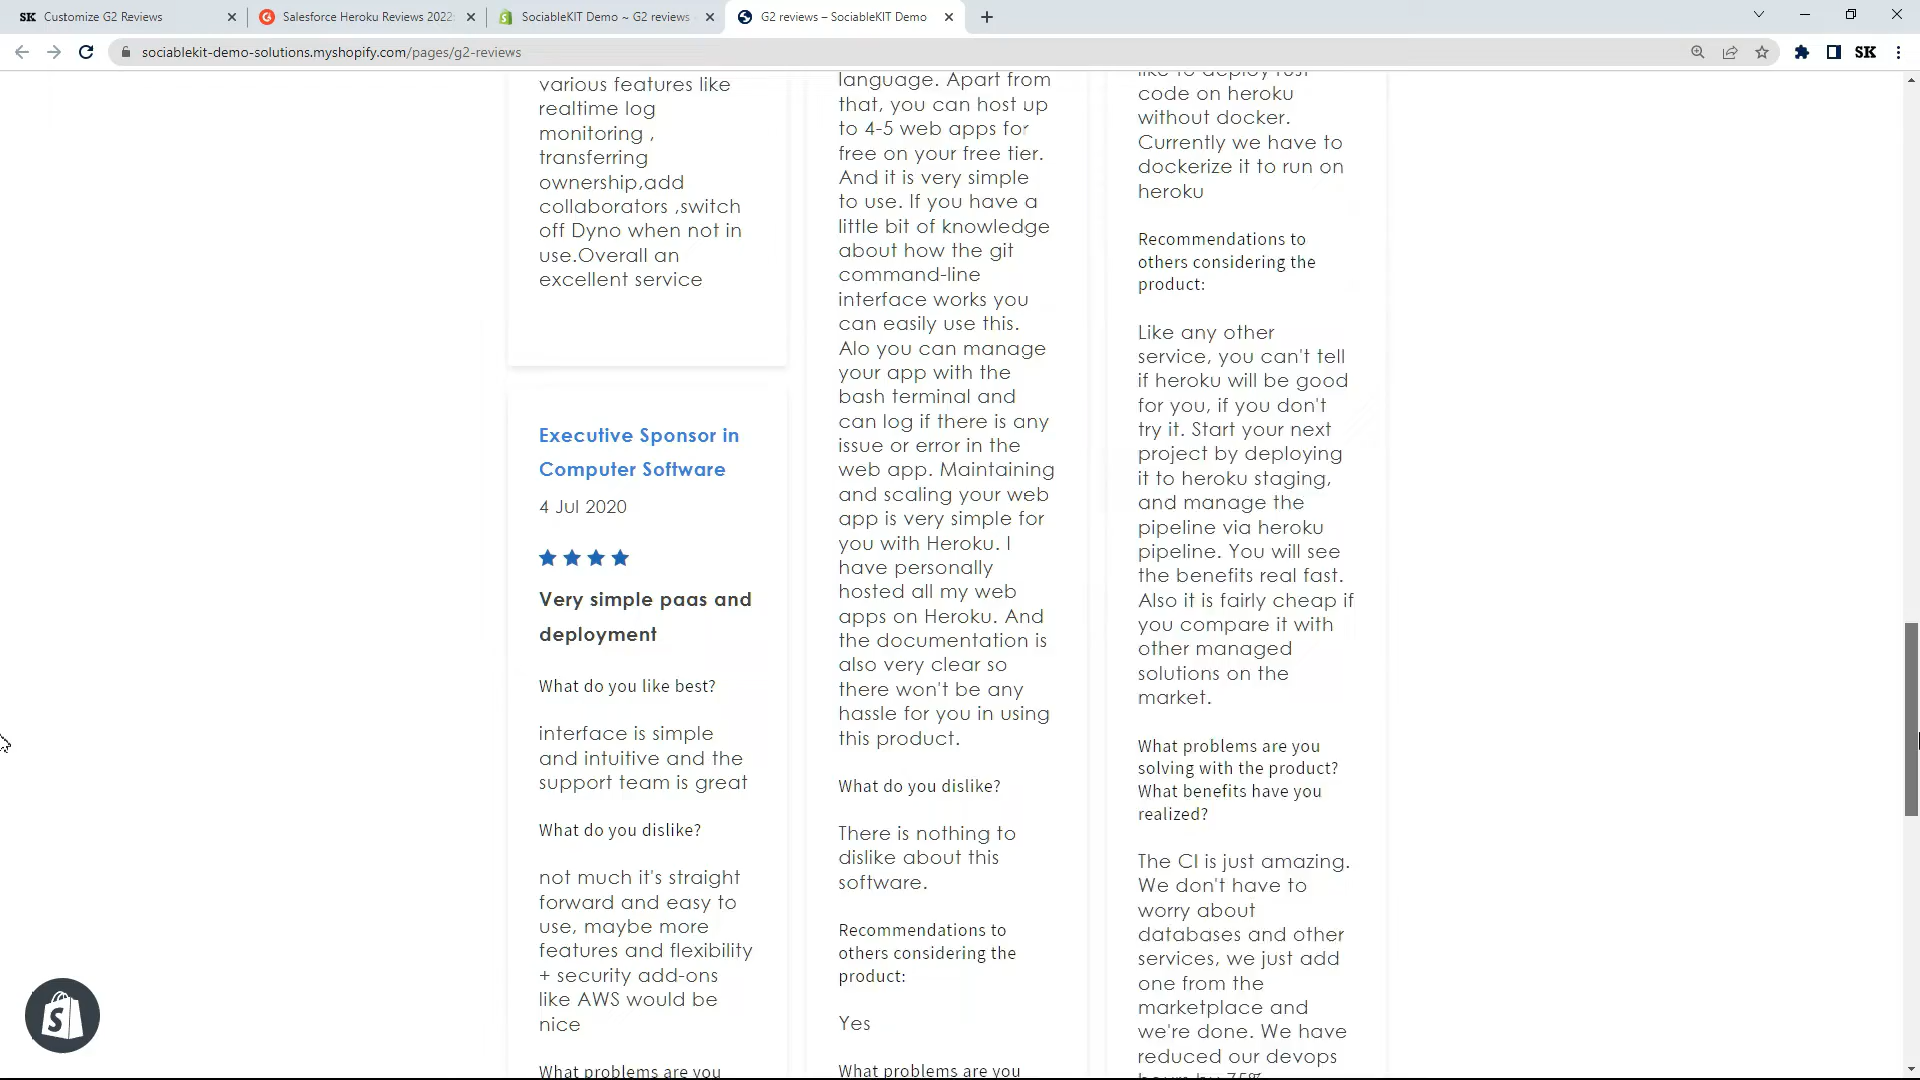 SK Customize G2 Reviews
Salesforce Heroku Reviews 2022:
SociableKIT Demo ~ G2 reviews
G2 reviews – SociableKIT Demo
sociablekit-demo-solutions.myshopify.com/pages/g2-reviews
SK
various features like
realtime log
monitoring ,
transferring
ownership,add
collaborators ,switch
off Dyno when not in
use.Overall an
excellent service
Executive Sponsor in
Computer Software
4 Jul 2020
Very simple paas and
deployment
What do you like best?
interface is simple
and intuitive and the
support team is great
What do you dislike?
not much it's straight
forward and easy to
use, maybe more
features and flexibility
+ security add-ons
like AWS would be
nice
What problems are you
language. Apart from
that, you can host up
to 4-5 web apps for
free on your free tier.
And it is very simple
to use. If you have a
little bit of knowledge
about how the git
command-line
interface works you
can easily use this.
Alo you can manage
your app with the
bash terminal and
can log if there is any
issue or error in the
web app. Maintaining
and scaling your web
app is very simple for
you with Heroku. I
have personally
hosted all my web
apps on Heroku. And
the documentation is
also very clear so
there won't be any
hassle for you in using
this product.
What do you dislike?
There is nothing to
dislike about this
software.
Recommendations to
others considering the
product:
Yes
What problems are you
like to deploy rust
code on heroku
without docker.
Currently we have to
dockerize it to run on
heroku
Recommendations to
others considering the
product:
Like any other
service, you can't tell
if heroku will be good
for you, if you don't
try it. Start your next
project by deploying
it to heroku staging,
and manage the
pipeline via heroku
pipeline. You will see
the benefits real fast.
Also it is fairly cheap if
you compare it with
other managed
solutions on the
market.
What problems are you
solving with the product?
What benefits have you
realized?
The CI is just amazing.
We don't have to
worry about
databases and other
services, we just add
one from the
marketplace and
we're done. We have
reduced our devops
hours by 75%